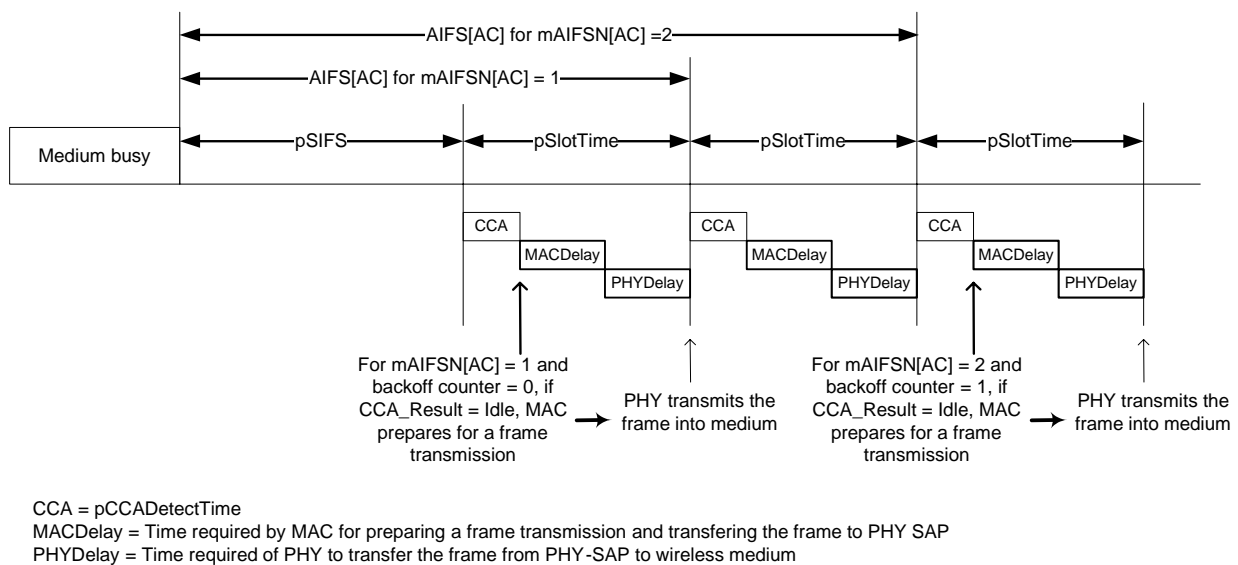 AIFS[AC] for mAIFSN[AC] =2
AIFS[AC] for mAIFSN[AC] = 1
Medium busy
pSIFS
pSlotTime
pSlotTime
pSlotTime
CCA
CCA
CCA
MACDelay
MACDelay
MACDelay
PHYDelay
PHYDelay
PHYDelay
For mAIFSN[AC] = 1 and
backoff counter = 0, if
CCA_Result = Idle, MAC
prepares for a frame
transmission
PHY transmits the
frame into medium
For mAIFSN[AC] = 2 and
backoff counter = 1, if
CCA_Result = Idle, MAC
prepares for a frame
transmission
PHY transmits the
frame into medium
CCA = pCCADetectTime
MACDelay = Time required by MAC for preparing a frame transmission and transfering the frame to PHY SAP
PHYDelay = Time required of PHY to transfer the frame from PHY-SAP to wireless medium